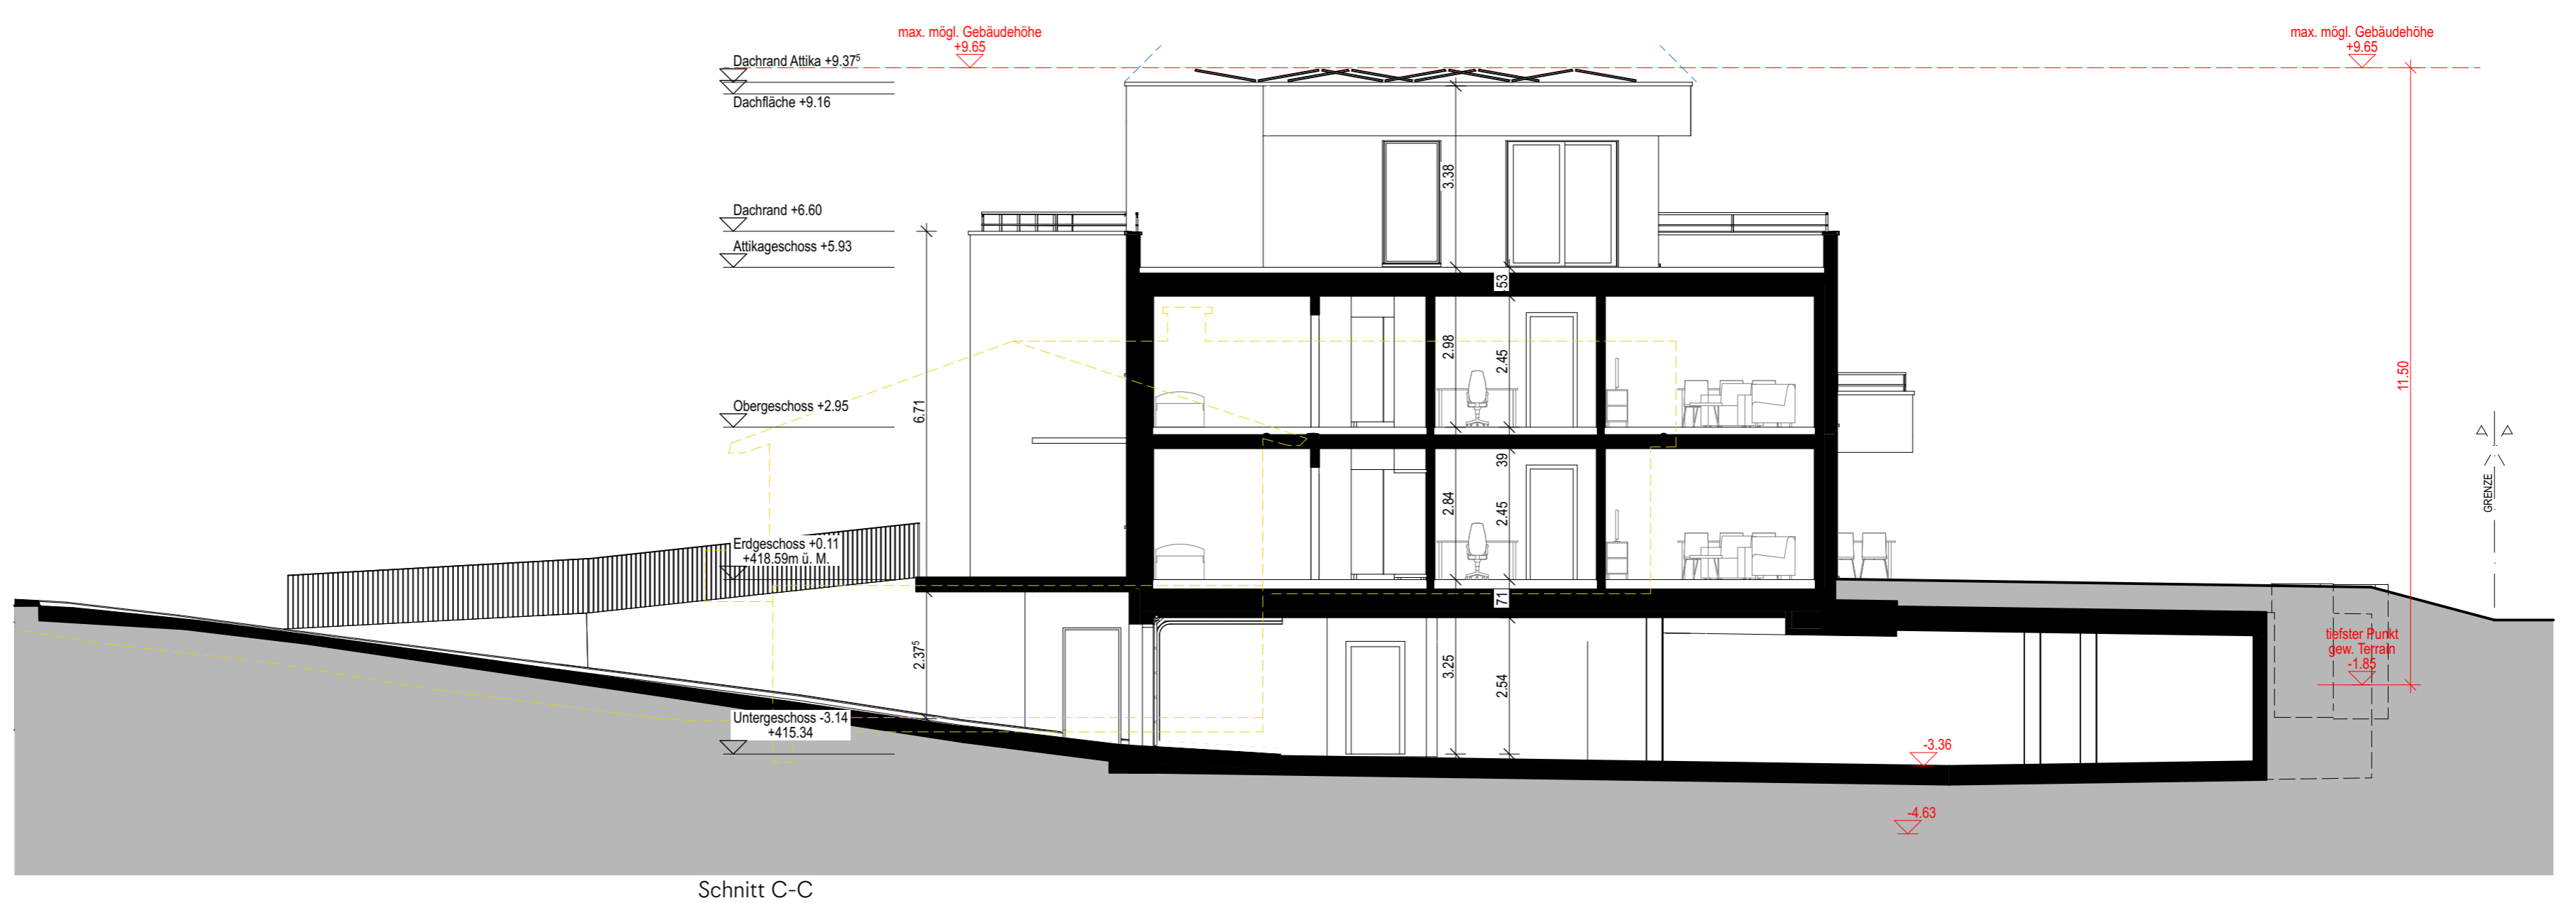 max. mögl. Gebäudehöhe
+9.65
max. mögl. Gebäudehöhe
+9.65
Dachrand Attika +9.37⁵
Dachfläche +9.16
3.38
Dachrand +6.60
Attikageschoss +5.93
53
2.98
2.45
11.50
Obergeschoss +2.95
6.71
39
2.84
2.45
GRENZE
Erdgeschoss +0.11
+418.59m ü. M.
71
2.37⁵
3.25
2.54
tiefster Punkt
gew. Terrain
-1.85
Untergeschoss -3.14
+415.34
-3.36
-4.63
Schnitt C-C